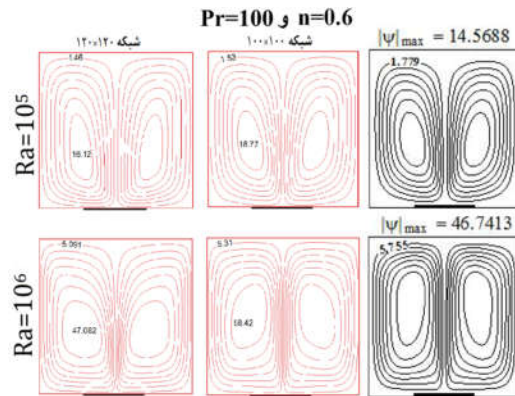 Pr=100 و n=0.6
شبکه ۱۲۰×۱۲۰
شبکه ۱۰۰×۱۰۰
|ψ|max = 14.5688
Ra=10⁵
1.46
16.12
1.52
16.77
1.779
|ψ|max = 46.7413
Ra=10⁶
5.091
47.082
5.31
58.42
5.755